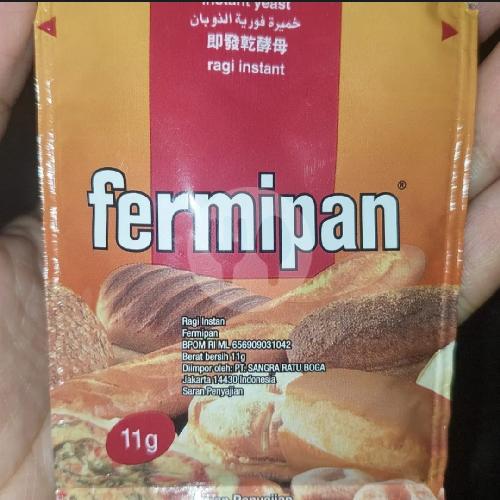 instant yeast
خميرة فورية الذوبان
即發乾酵母
ragi instant
fermipan®
Ragi Instan
Fermipan
BPOM RI ML 656909031042
Berat bersih 11g
Diimpor oleh: PT. SANGRA RATU BOGA
Jakarta 14430 Indonesia
Saran Penyajian
11g